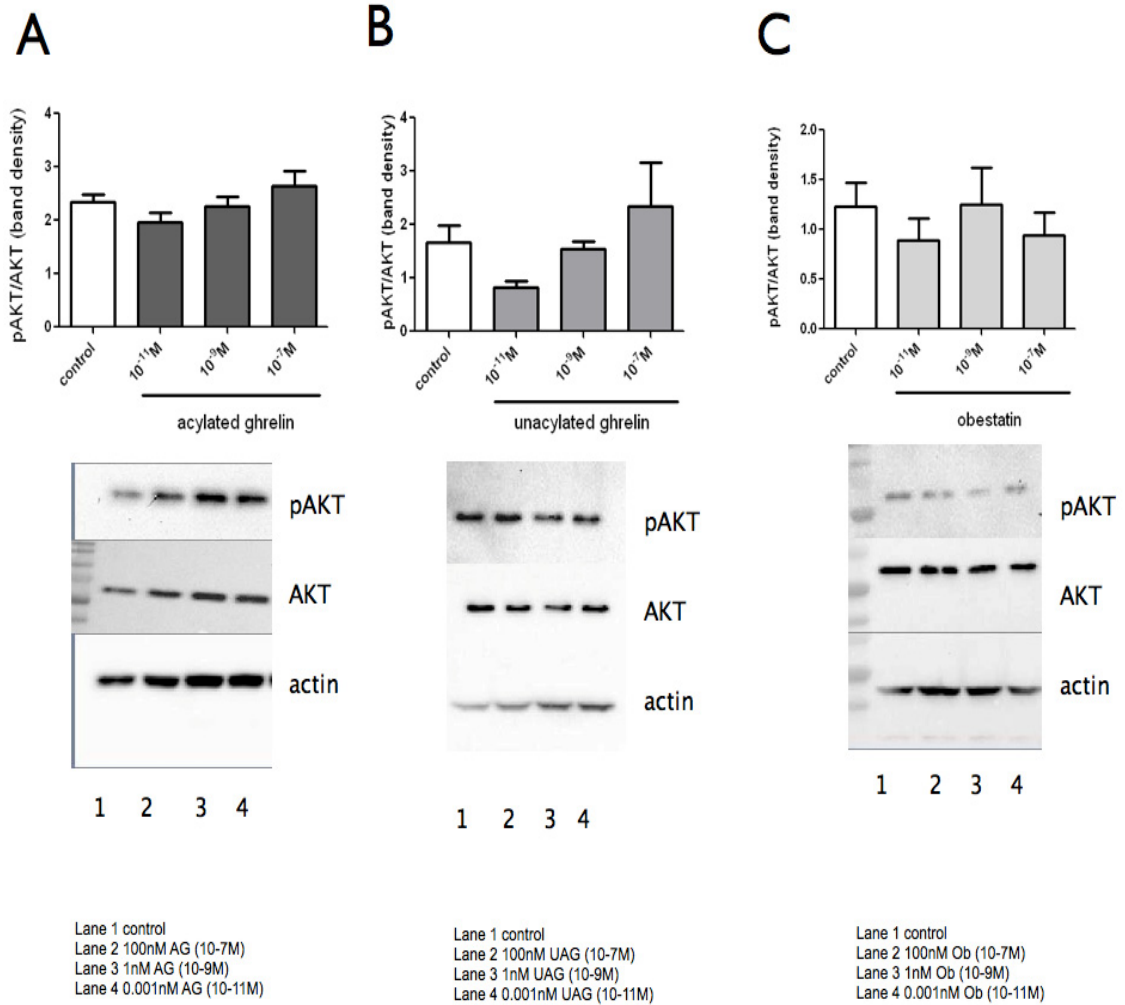 A
B
C
pAKT/AKT (band density)
4
3
2
1
0
control
10⁻¹¹M
10⁻⁹M
10⁻⁷M
acylated ghrelin
pAKT/AKT (band density)
4
3
2
1
0
control
10⁻¹¹M
10⁻⁹M
10⁻⁷M
unacylated ghrelin
pAKT/AKT (band density)
2.0
1.5
1.0
0.5
0.0
control
10⁻¹¹M
10⁻⁹M
10⁻⁷M
obestatin
pAKT
AKT
actin
1 2 3 4
pAKT
AKT
actin
1 2 3 4
pAKT
AKT
actin
1 2 3 4
Lane 1 control
Lane 2 100nM AG (10-7M)
Lane 3 1nM AG (10-9M)
Lane 4 0.001nM AG (10-11M)
Lane 1 control
Lane 2 100nM UAG (10-7M)
Lane 3 1nM UAG (10-9M)
Lane 4 0.001nM UAG (10-11M)
Lane 1 control
Lane 2 100nM Ob (10-7M)
Lane 3 1nM Ob (10-9M)
Lane 4 0.001nM Ob (10-11M)